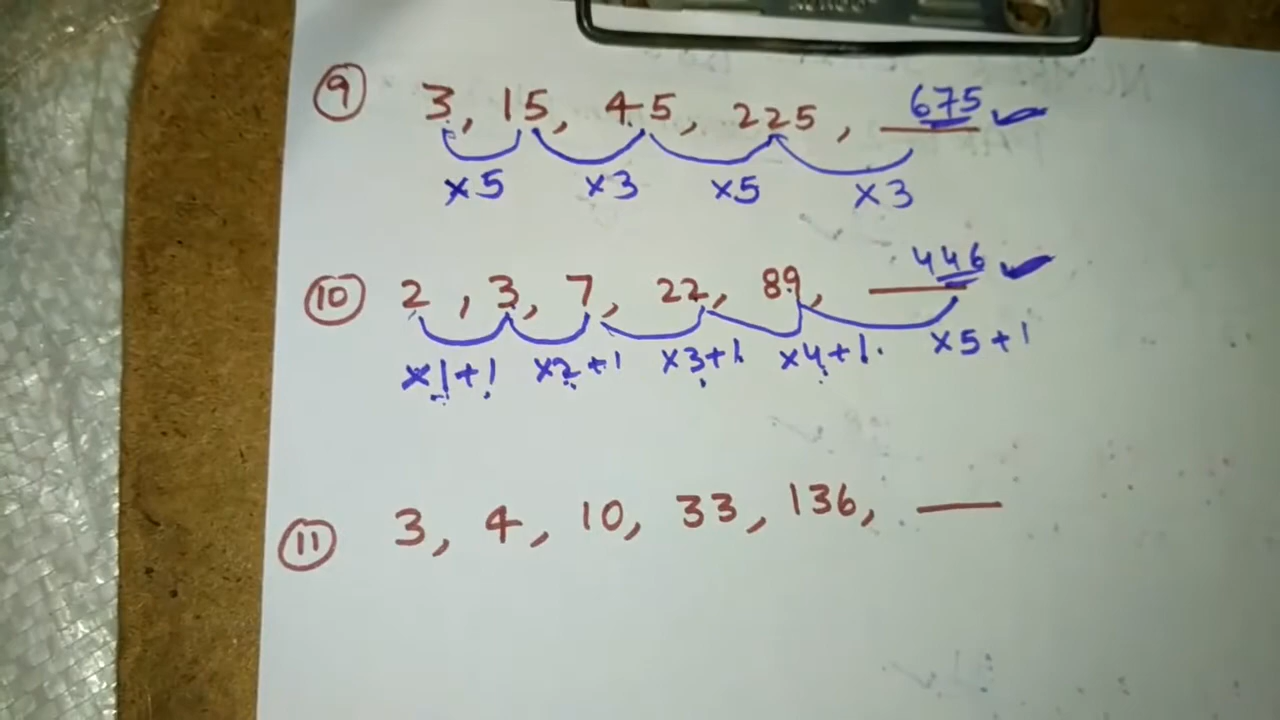 9 3, 15, 45, 225, 675
×5 ×3 ×5 ×3
10 2, 3, 7, 22, 89, 446
×1+1 ×2+1 ×3+1 ×4+1 ×5+1
11 3, 4, 10, 33, 136, __